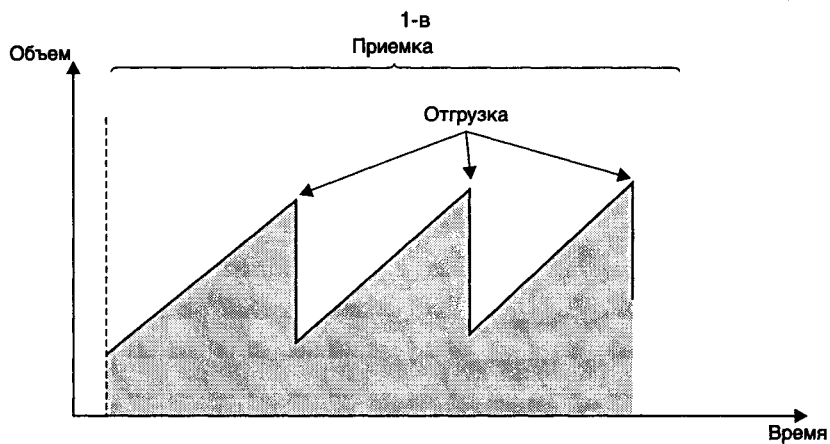 1-в
Приемка
Объем
Отгрузка
Время